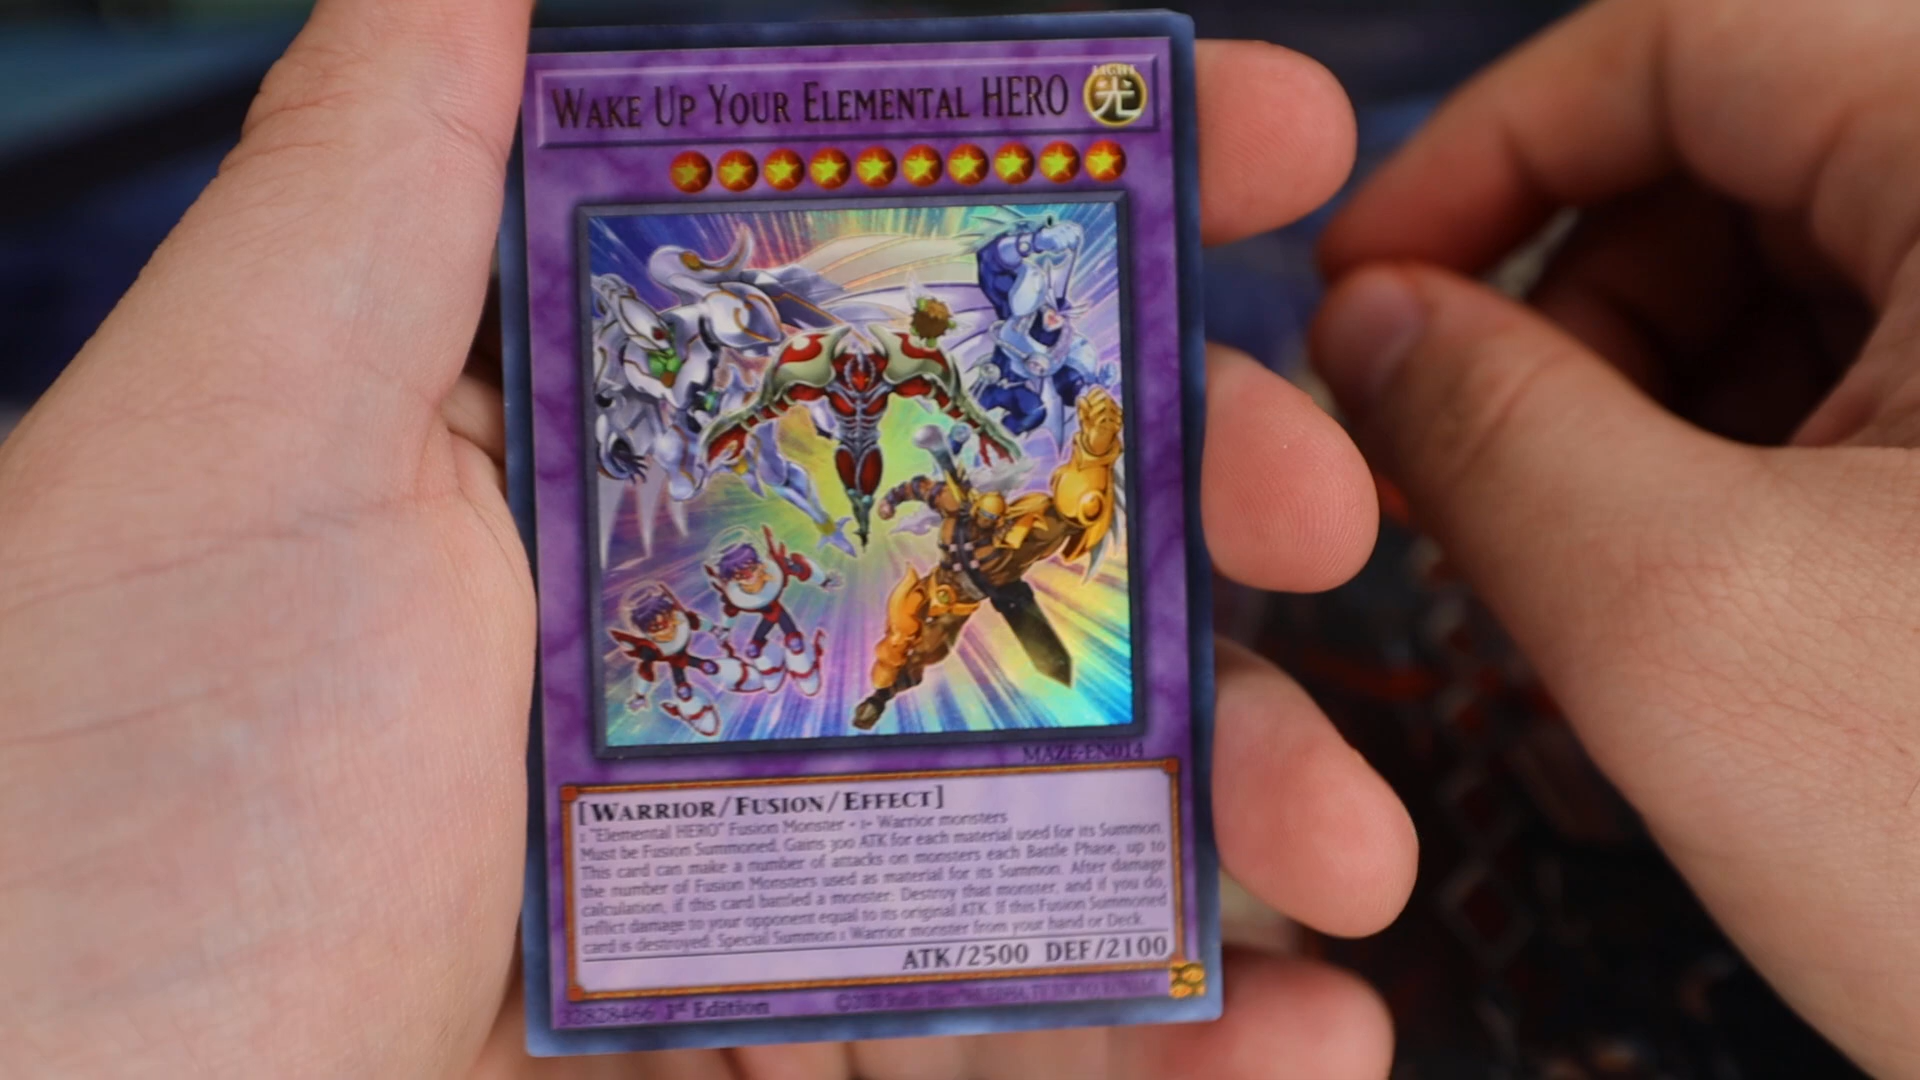 WAKE UP YOUR ELEMENTAL HERO
LIGHT
光
MAZE-EN014
[WARRIOR/FUSION/EFFECT]
1 "Elemental HERO" Fusion Monster + 1+ Warrior monsters
Must be Fusion Summoned. Gains 300 ATK for each material used for its Summon.
This card can make a number of attacks on monsters each Battle Phase, up to
the number of Fusion Monsters used as material for its Summon. After damage
calculation, if this card battled a monster: Destroy that monster, and if you do,
inflict damage to your opponent equal to its original ATK. If this Fusion Summoned
card is destroyed: Special Summon 1 Warrior monster from your hand or Deck.
ATK/2500 DEF/2100
32828466 1st Edition